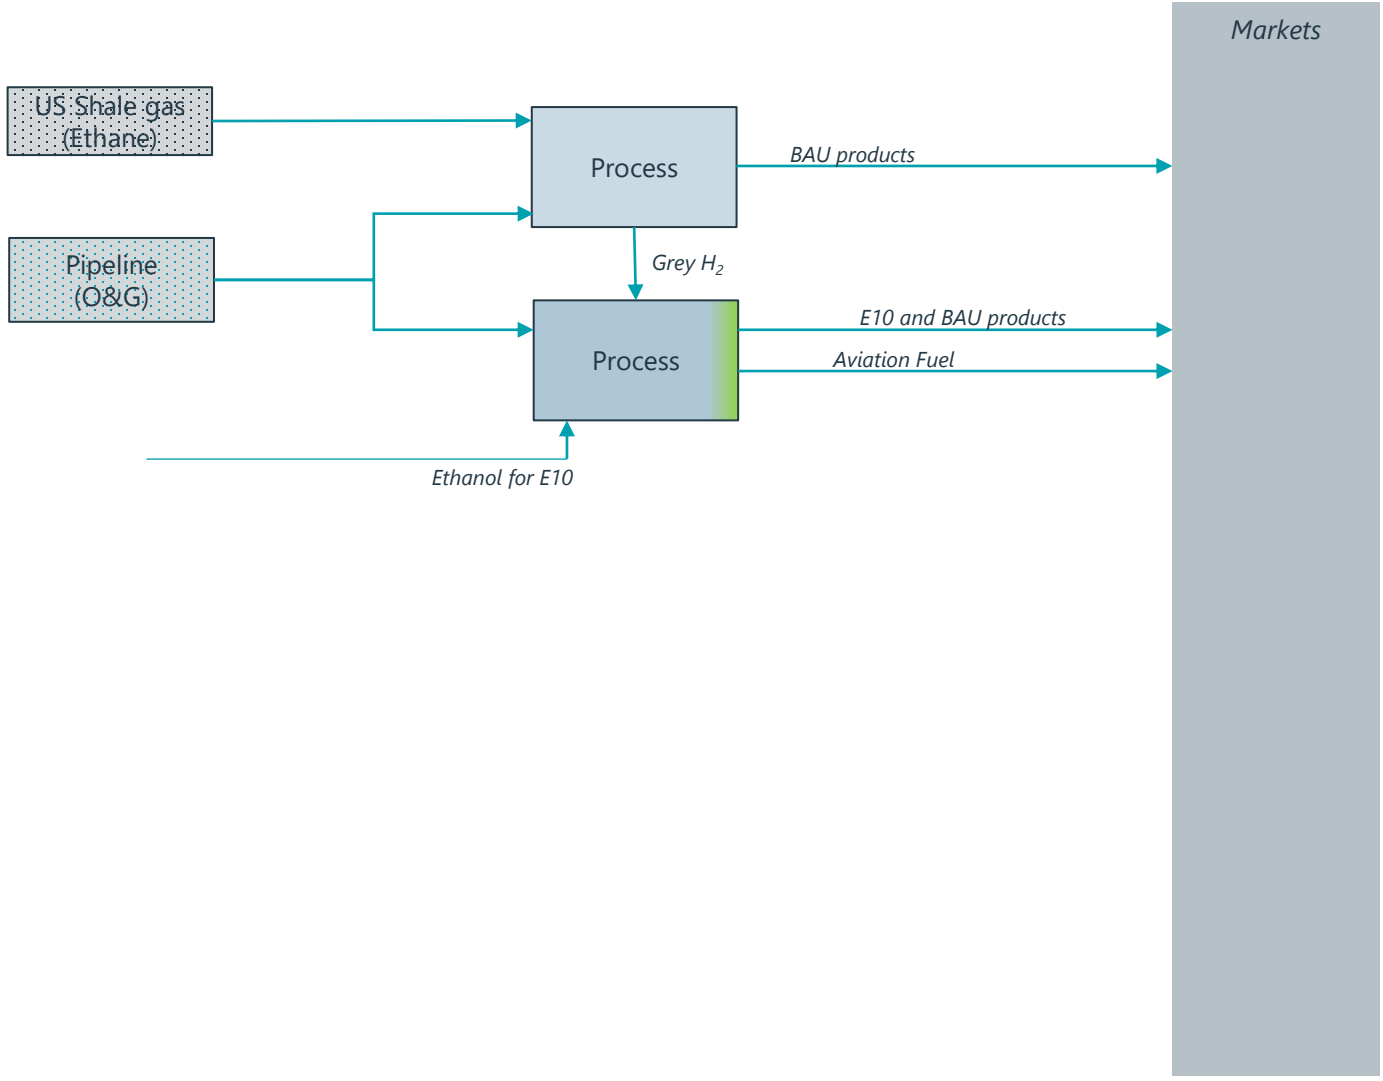 Markets
US Shale gas
(Ethane)
Process
BAU products
Pipeline
(O&G)
Grey H₂
Process
E10 and BAU products
Aviation Fuel
Ethanol for E10